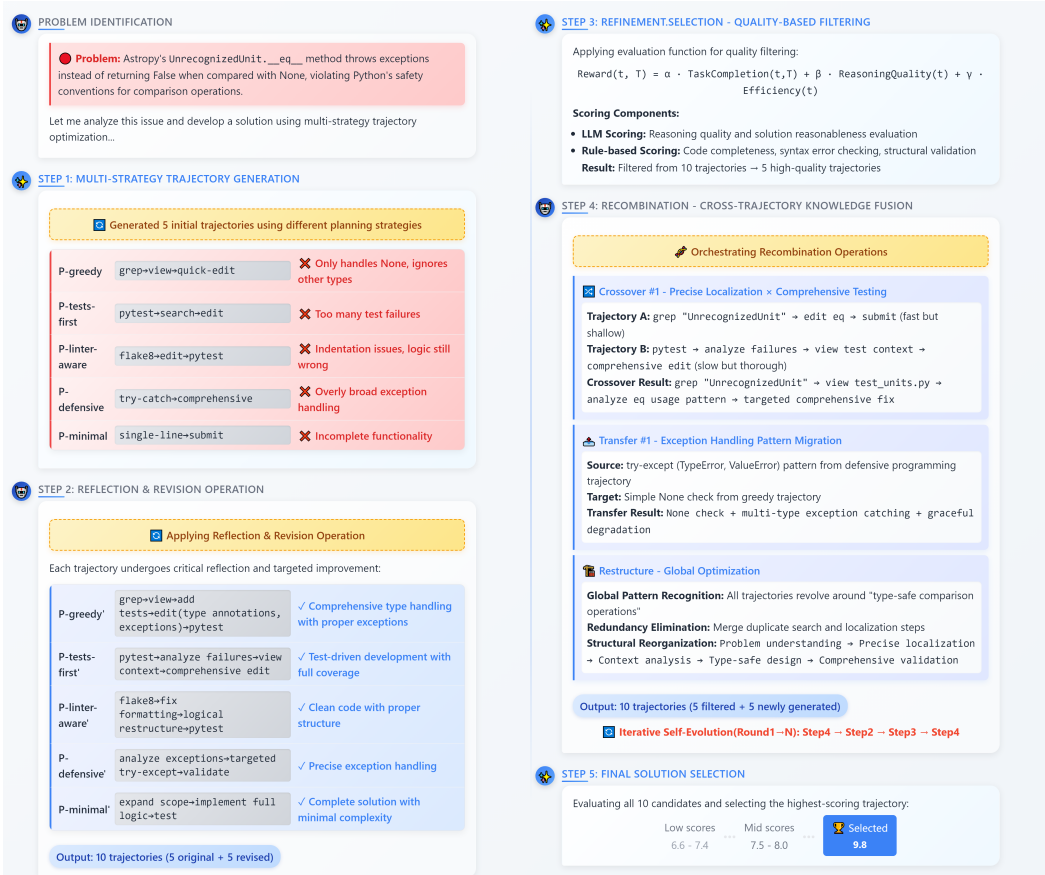 PROBLEM IDENTIFICATION
Problem: Astropy's UnrecognizedUnit.__eq__ method throws exceptions
instead of returning False when compared with None, violating Python's safety
conventions for comparison operations.
Let me analyze this issue and develop a solution using multi-strategy trajectory
optimization...
STEP 1: MULTI-STRATEGY TRAJECTORY GENERATION
Generated 5 initial trajectories using different planning strategies
P-greedy
grep→view→quick-edit
Only handles None, ignores
other types
P-tests-
first
pytest→search→edit
Too many test failures
P-linter-
aware
flake8→edit→pytest
Indentation issues, logic still
wrong
P-
defensive
try-catch→comprehensive
Overly broad exception
handling
P-minimal
single-line→submit
Incomplete functionality
STEP 2: REFLECTION & REVISION OPERATION
Applying Reflection & Revision Operation
Each trajectory undergoes critical reflection and targeted improvement:
P-greedy'
grep→view→add
tests→edit(type annotations,
exceptions)→pytest
✓ Comprehensive type handling
with proper exceptions
P-tests-
first'
pytest→analyze failures→view
context→comprehensive edit
✓ Test-driven development with
full coverage
P-linter-
aware'
flake8→fix
formatting→logical
restructure→pytest
✓ Clean code with proper
structure
P-
defensive'
analyze exceptions→targeted
try-except→validate
✓ Precise exception handling
P-minimal'
expand scope→implement full
logic→test
✓ Complete solution with
minimal complexity
Output: 10 trajectories (5 original + 5 revised)
STEP 3: REFINEMENT.SELECTION - QUALITY-BASED FILTERING
Applying evaluation function for quality filtering:
Reward(t, T) = α · TaskCompletion(t,T) + β · ReasoningQuality(t) + γ ·
Efficiency(t)
Scoring Components:
• LLM Scoring: Reasoning quality and solution reasonableness evaluation
• Rule-based Scoring: Code completeness, syntax error checking, structural validation
Result: Filtered from 10 trajectories → 5 high-quality trajectories
STEP 4: RECOMBINATION - CROSS-TRAJECTORY KNOWLEDGE FUSION
Orchestrating Recombination Operations
Crossover #1 - Precise Localization × Comprehensive Testing
Trajectory A: grep "UnrecognizedUnit" → edit eq → submit (fast but
shallow)
Trajectory B: pytest → analyze failures → view test context →
comprehensive edit (slow but thorough)
Crossover Result: grep "UnrecognizedUnit" → view test_units.py →
analyze eq usage pattern → targeted comprehensive fix
Transfer #1 - Exception Handling Pattern Migration
Source: try-except (TypeError, ValueError) pattern from defensive programming
trajectory
Target: Simple None check from greedy trajectory
Transfer Result: None check + multi-type exception catching + graceful
degradation
Restructure - Global Optimization
Global Pattern Recognition: All trajectories revolve around "type-safe comparison
operations"
Redundancy Elimination: Merge duplicate search and localization steps
Structural Reorganization: Problem understanding → Precise localization
→ Context analysis → Type-safe design → Comprehensive validation
Output: 10 trajectories (5 filtered + 5 newly generated)
Iterative Self-Evolution(Round1→N): Step4 → Step2 → Step3 → Step4
STEP 5: FINAL SOLUTION SELECTION
Evaluating all 10 candidates and selecting the highest-scoring trajectory:
Low scores
6.6 - 7.4
Mid scores
7.5 - 8.0
Selected
9.8